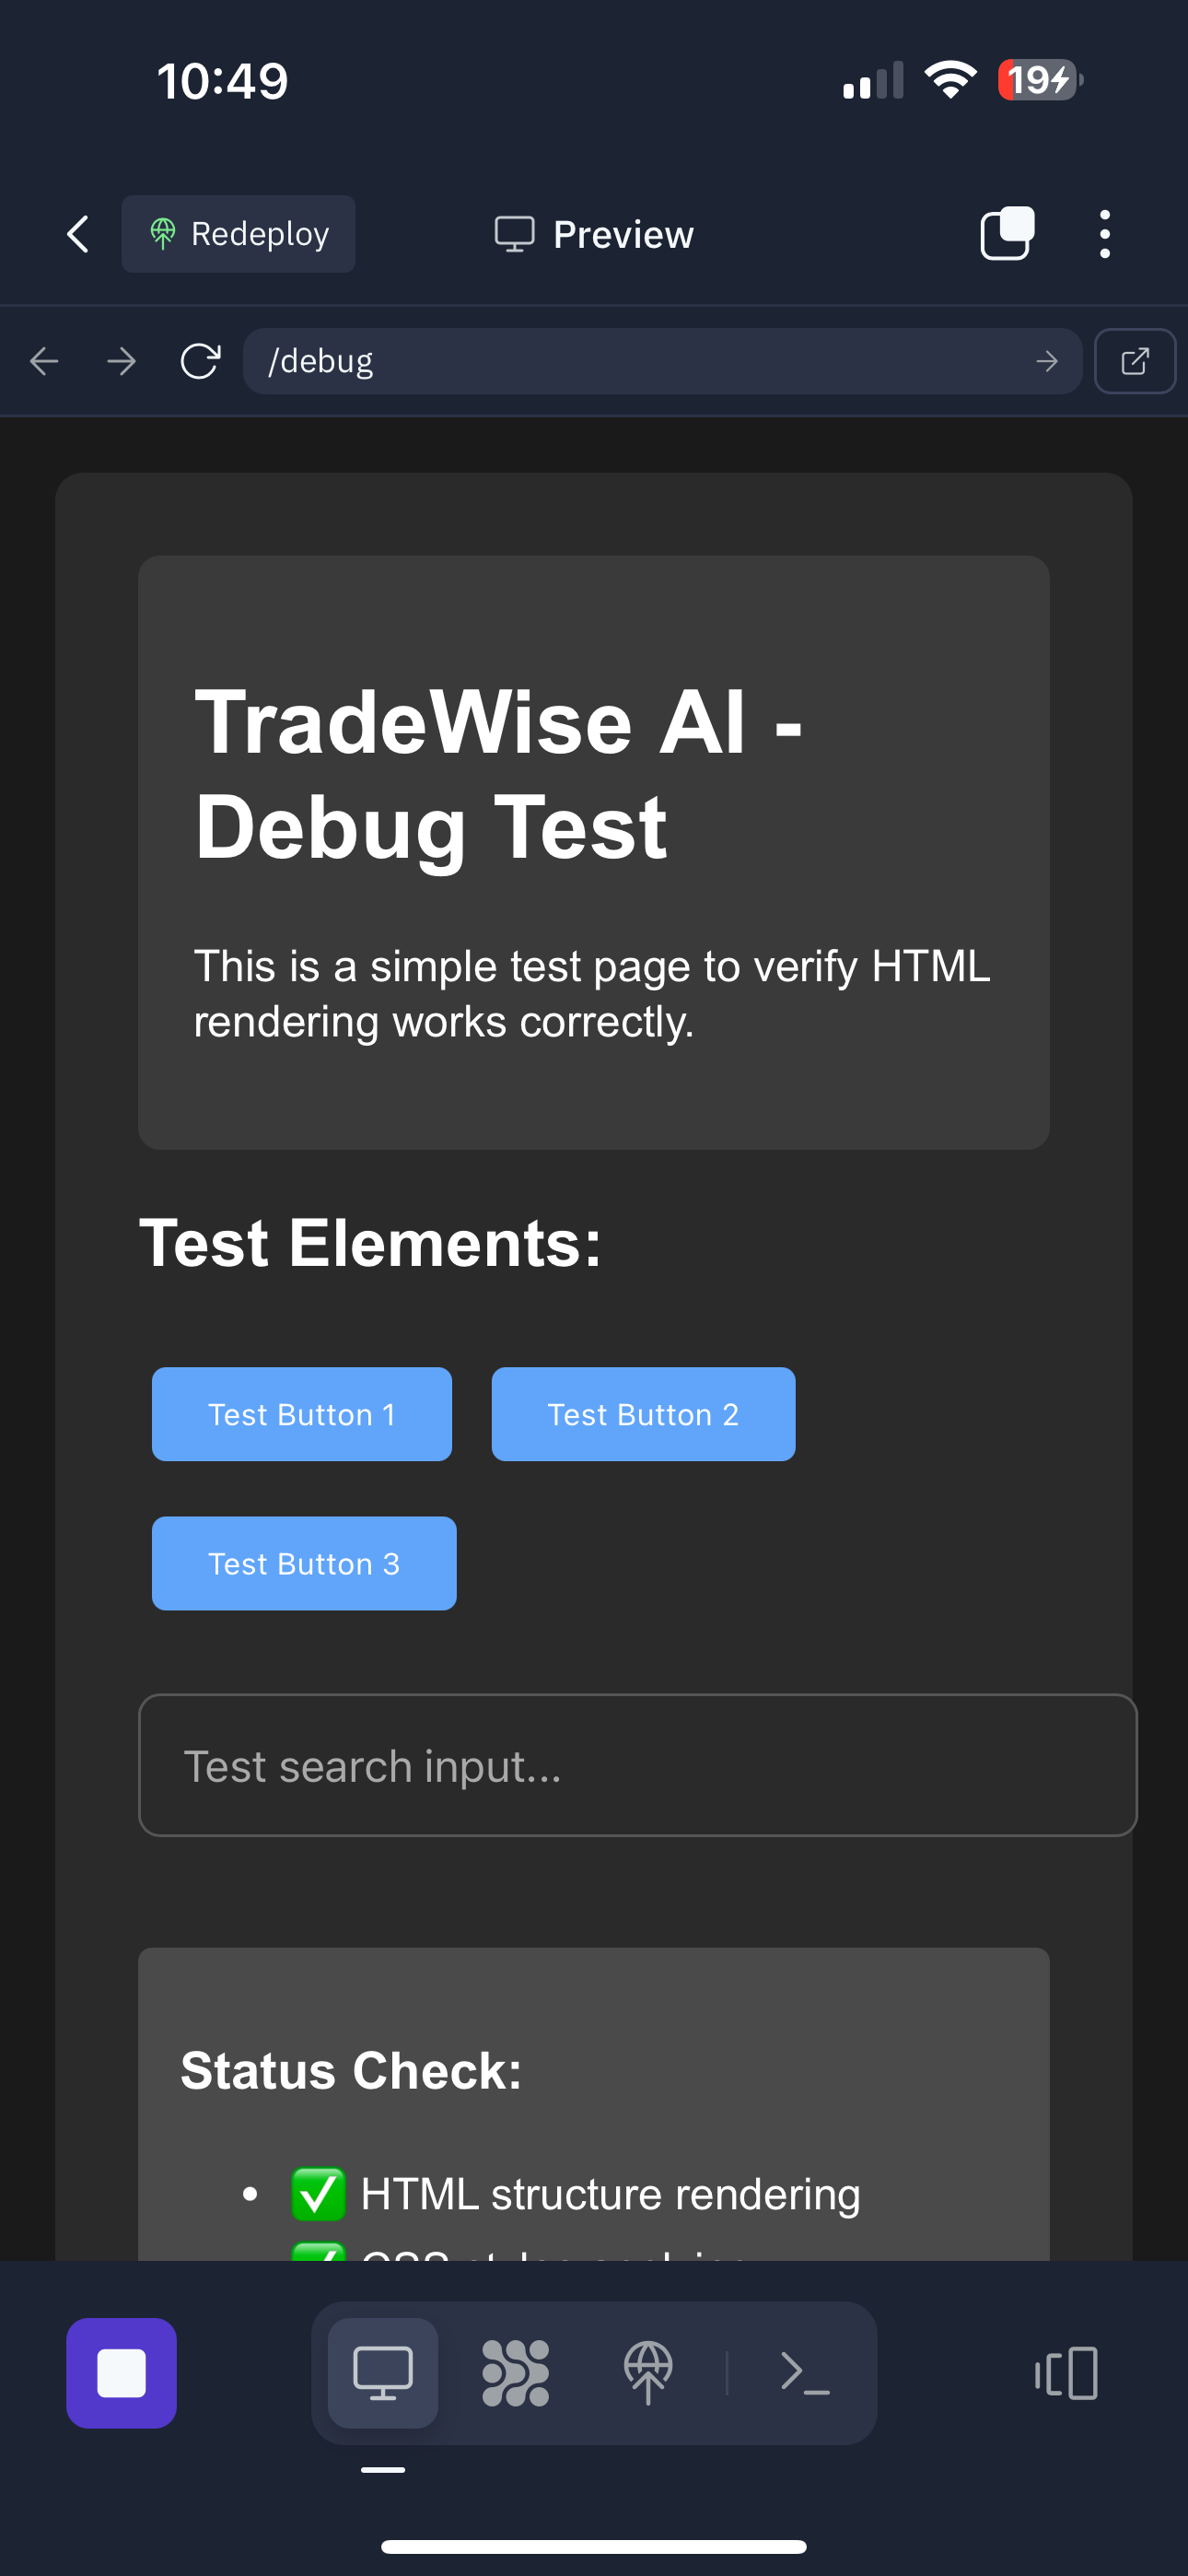 10:49
19
Redeploy
Preview
/debug
TradeWise AI -
Debug Test
This is a simple test page to verify HTML
rendering works correctly.
Test Elements:
Test Button 1
Test Button 2
Test Button 3
Test search input...
Status Check:
• ✅ HTML structure rendering